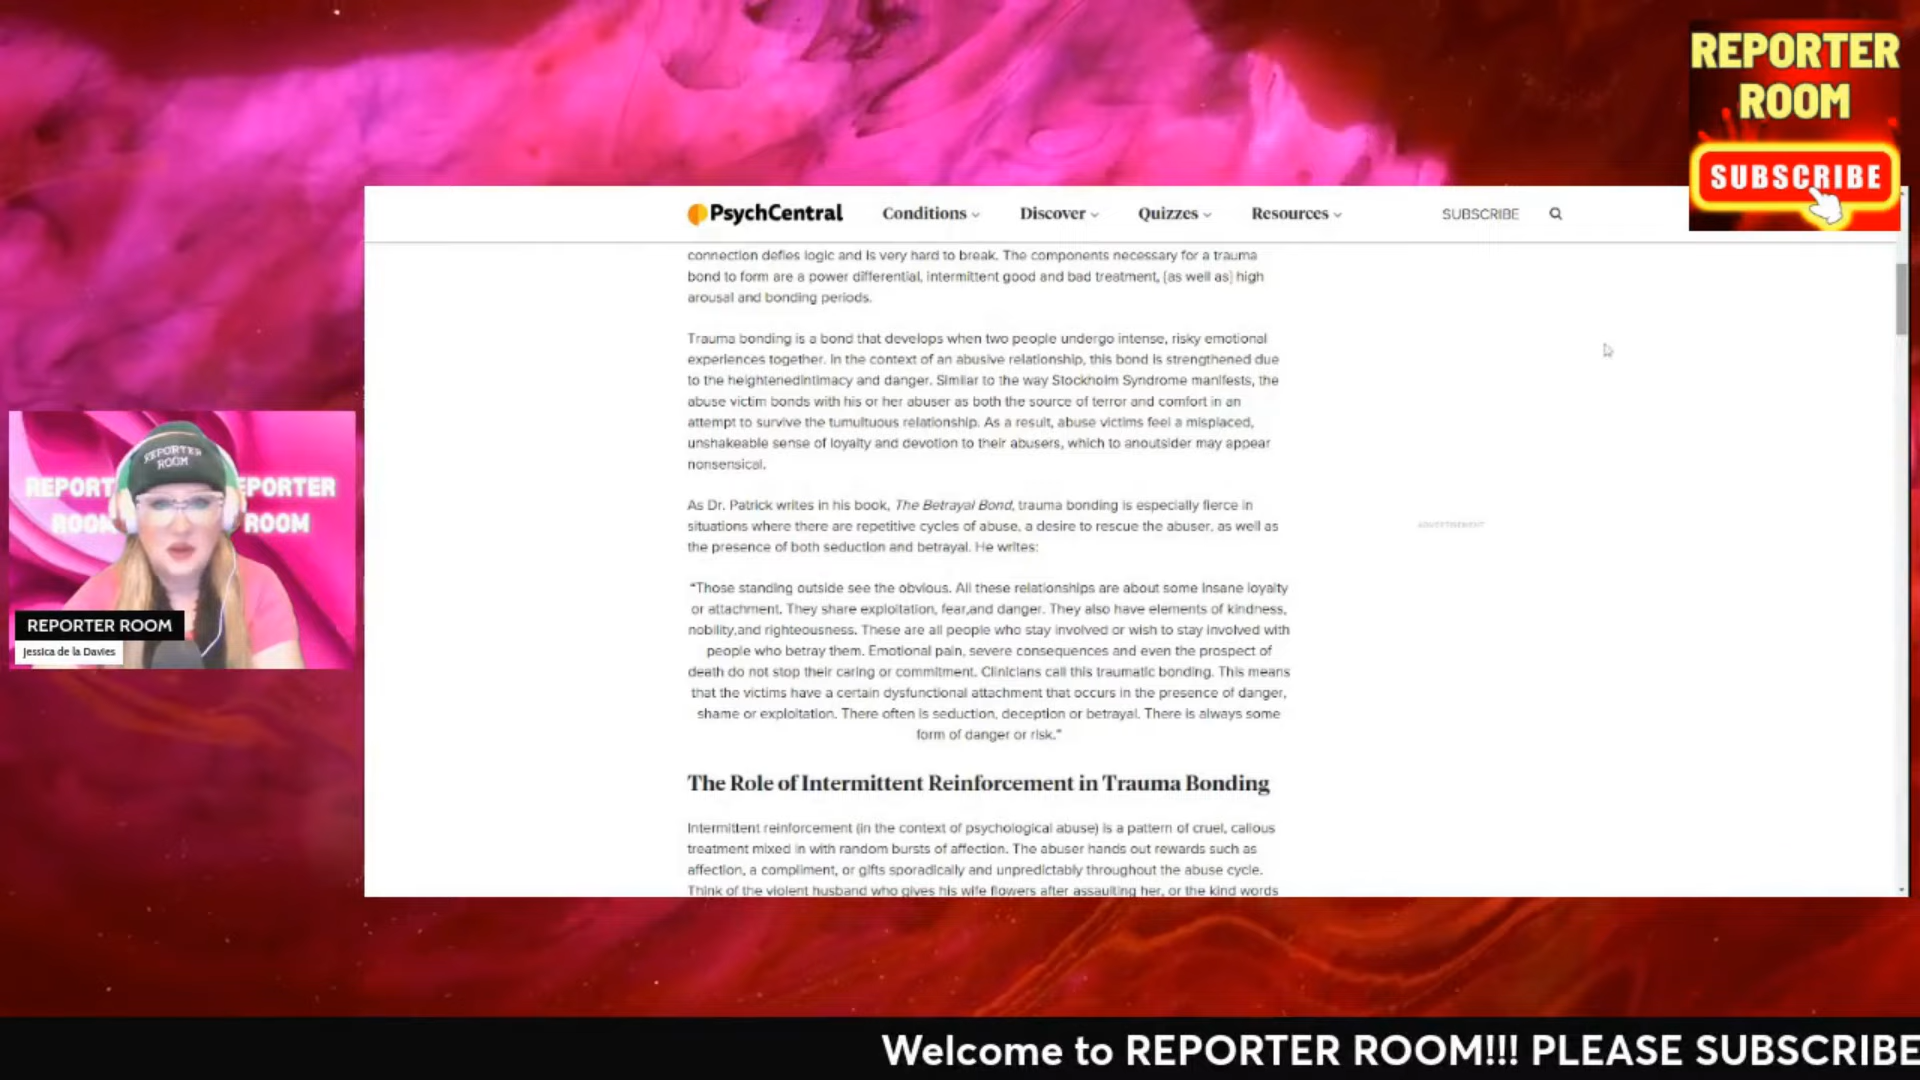 REPORTER
ROOM
SUBSCRIBE
PsychCentral
Conditions
Discover
Quizzes
Resources
SUBSCRIBE
connection defies logic and is very hard to break. The components necessary for a trauma
bond to form are a power differential, intermittent good and bad treatment, [as well as] high
arousal and bonding periods.
Trauma bonding is a bond that develops when two people undergo intense, risky emotional
experiences together. In the context of an abusive relationship, this bond is strengthened due
to the heightenedintimacy and danger. Similar to the way Stockholm Syndrome manifests, the
abuse victim bonds with his or her abuser as both the source of terror and comfort in an
attempt to survive the tumultuous relationship. As a result, abuse victims feel a misplaced,
unshakeable sense of loyalty and devotion to their abusers, which to anoutsider may appear
nonsensical.
As Dr. Patrick writes in his book, The Betrayal Bond, trauma bonding is especially fierce in
situations where there are repetitive cycles of abuse, a desire to rescue the abuser, as well as
the presence of both seduction and betrayal. He writes:
“Those standing outside see the obvious. All these relationships are about some insane loyalty
or attachment. They share exploitation, fear,and danger. They also have elements of kindness,
nobility,and righteousness. These are all people who stay involved or wish to stay involved with
people who betray them. Emotional pain, severe consequences and even the prospect of
death do not stop their caring or commitment. Clinicians call this traumatic bonding. This means
that the victims have a certain dysfunctional attachment that occurs in the presence of danger,
shame or exploitation. There often is seduction, deception or betrayal. There is always some
form of danger or risk.”
ADVERTISEMENT
The Role of Intermittent Reinforcement in Trauma Bonding
Intermittent reinforcement (in the context of psychological abuse) is a pattern of cruel, callous
treatment mixed in with random bursts of affection. The abuser hands out rewards such as
affection, a compliment, or gifts sporadically and unpredictably throughout the abuse cycle.
Think of the violent husband who gives his wife flowers after assaulting her, or the kind words
REPORTER
ROOM
REPORT
ROOM
EPORTER
ROOM
REPORTER ROOM
Jessica de la Davies
Welcome to REPORTER ROOM!!! PLEASE SUBSCRIBE